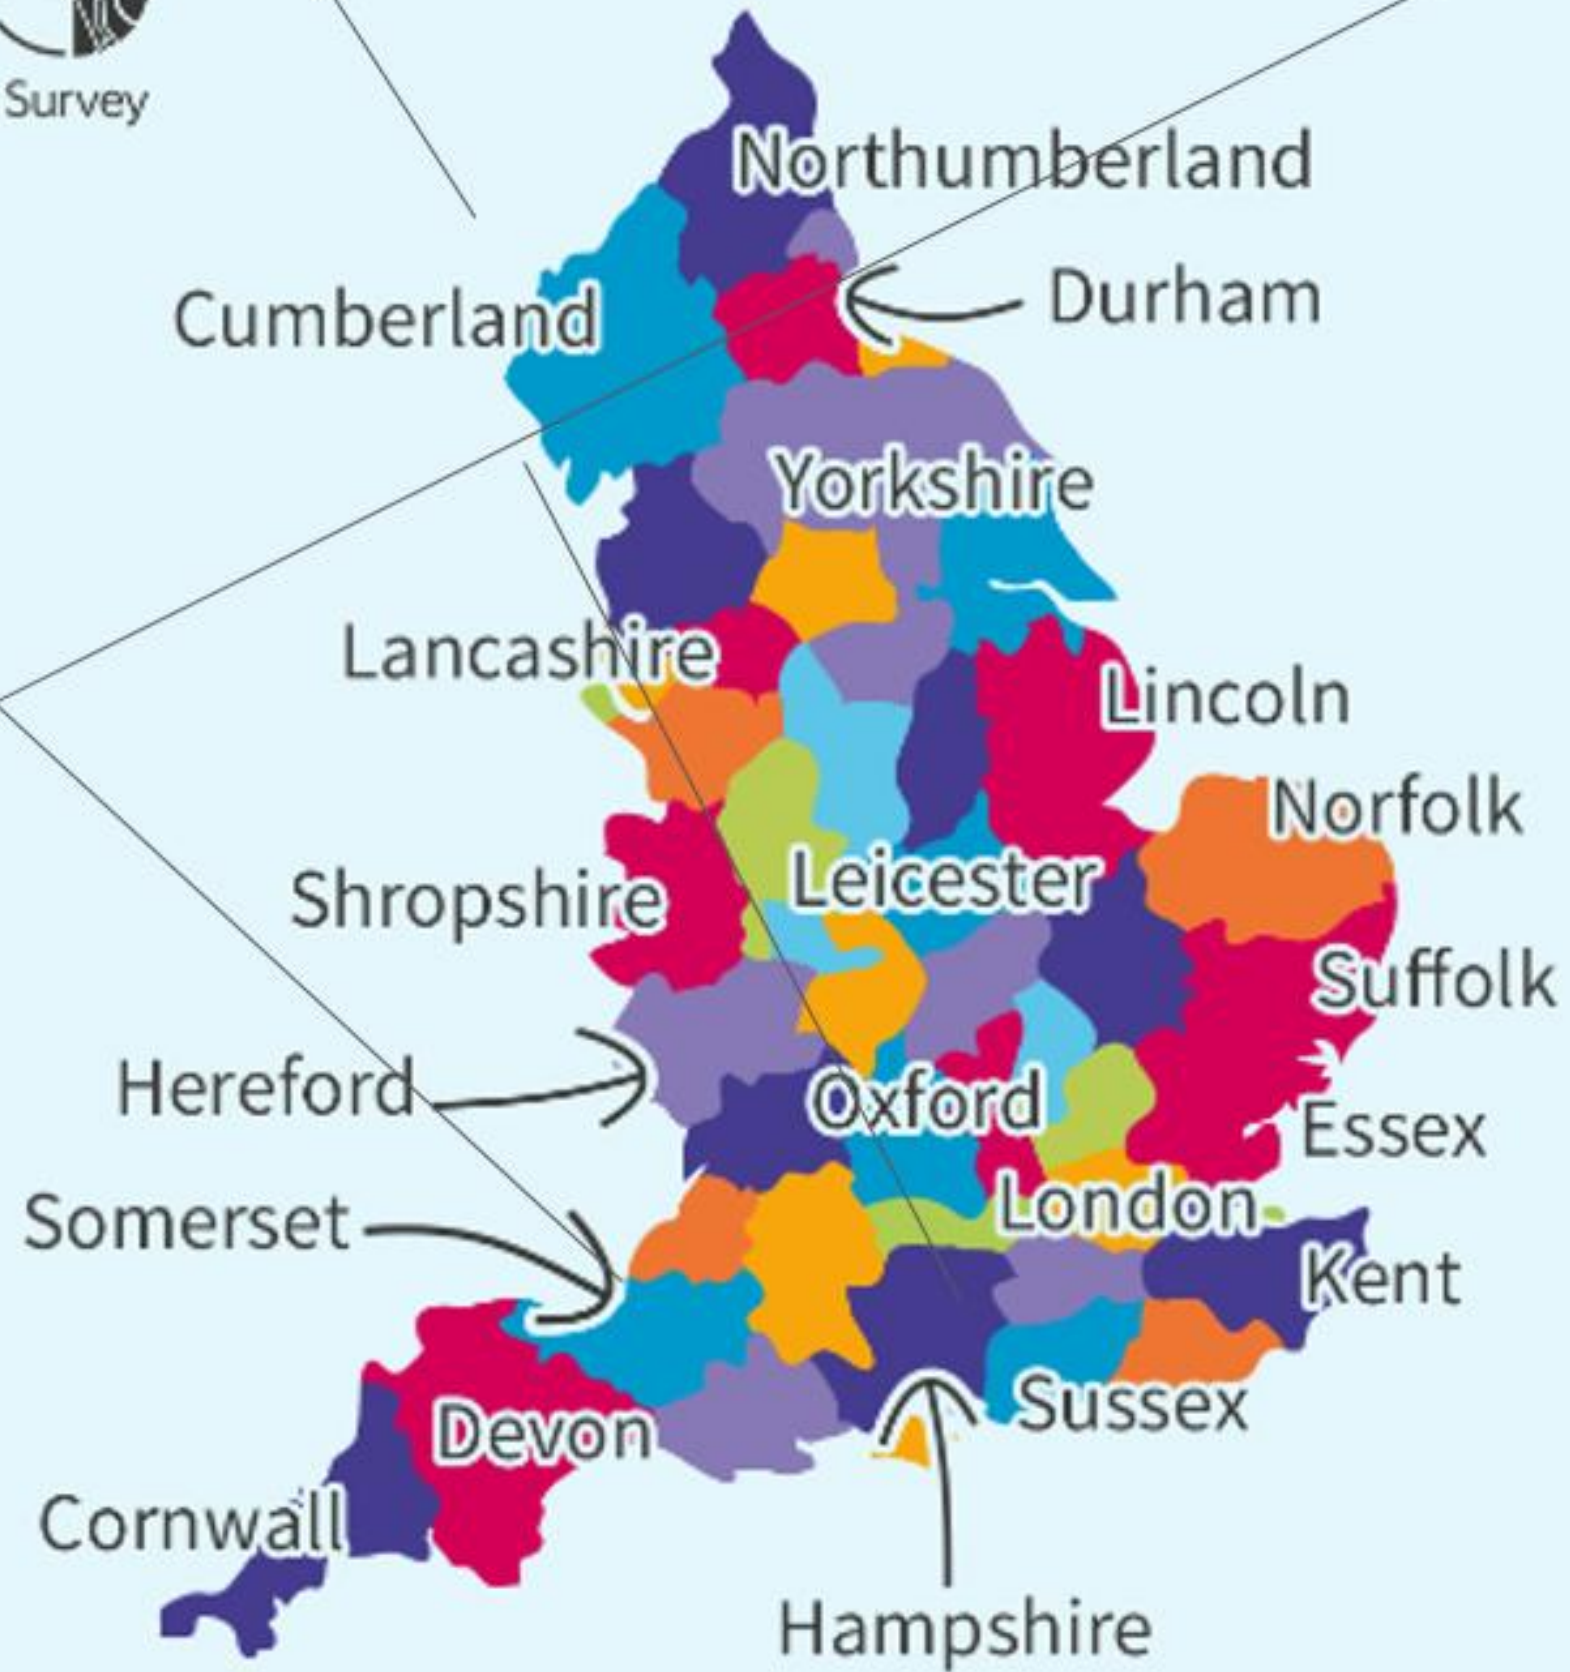 Survey
Northumberland
Durham
Cumberland
Yorkshire
Lancashire
Lincoln
Norfolk
Leicester
Shropshire
Suffolk
Hereford
Oxford
Essex
London
Somerset
Kent
Sussex
Devon
Cornwall
Hampshire